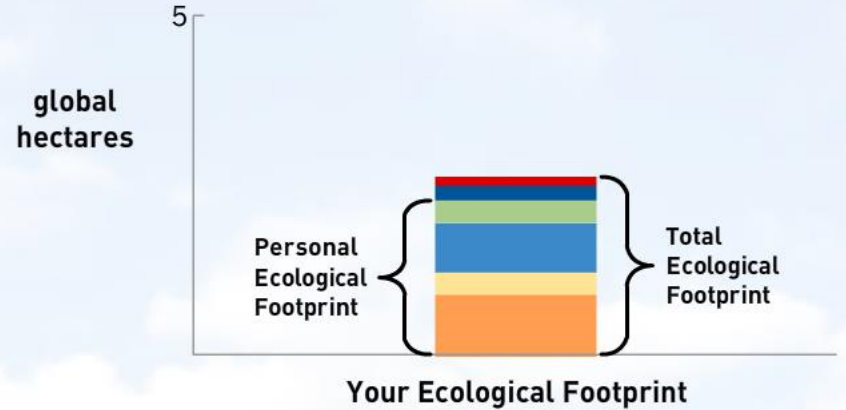 5
global
hectares
Personal
Ecological
Footprint
Total
Ecological
Footprint
Your Ecological Footprint